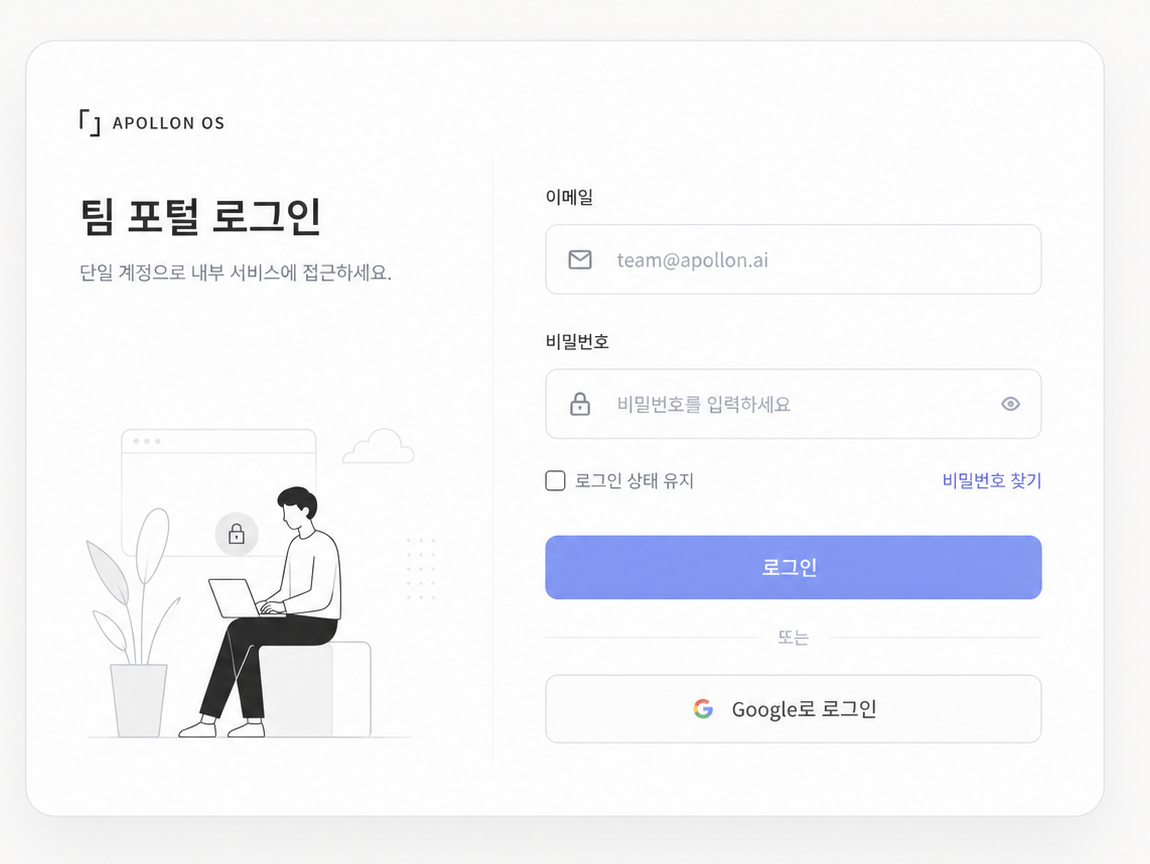 APOLLON OS
팀 포털 로그인
단일 계정으로 내부 서비스에 접근하세요.
이메일
team@apollon.ai
비밀번호
비밀번호를 입력하세요
로그인 상태 유지
비밀번호 찾기
로그인
또는
Google로 로그인